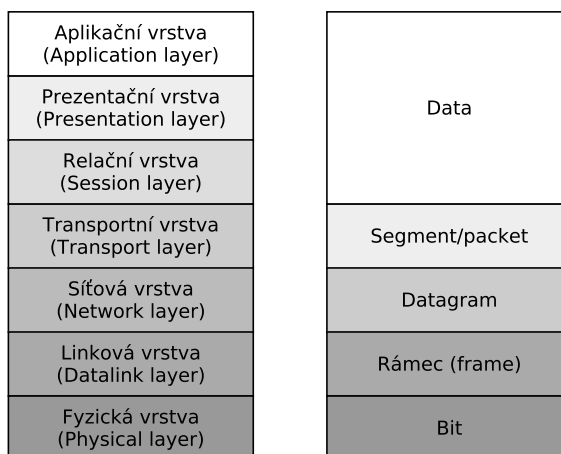 Aplikační vrstva
(Application layer)
Prezentační vrstva
(Presentation layer)
Relační vrstva
(Session layer)
Transportní vrstva
(Transport layer)
Síťová vrstva
(Network layer)
Linková vrstva
(Datalink layer)
Fyzická vrstva
(Physical layer)
Data
Segment/packet
Datagram
Rámec (frame)
Bit